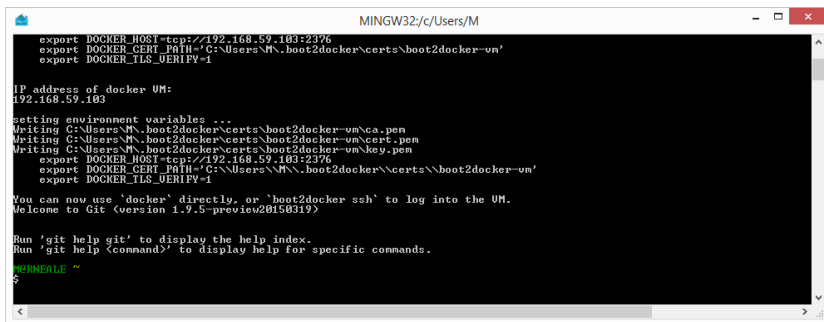 MINGW32:/c/Users/M
export DOCKER_HOST=tcp://192.168.59.103:2376
export DOCKER_CERT_PATH='C:\Users\M\.boot2docker\certs\boot2docker-vm'
export DOCKER_TLS_VERIFY=1
IP address of docker VM:
192.168.59.103
setting environment variables ...
Writing C:\Users\M\.boot2docker\certs\boot2docker-vm\ca.pem
Writing C:\Users\M\.boot2docker\certs\boot2docker-vm\cert.pem
Writing C:\Users\M\.boot2docker\certs\boot2docker-vm\key.pem
export DOCKER_HOST=tcp://192.168.59.103:2376
export DOCKER_CERT_PATH='C:\\Users\\M\\.boot2docker\\certs\\boot2docker-vm'
export DOCKER_TLS_VERIFY=1
You can now use `docker` directly, or `boot2docker ssh` to log into the VM.
Welcome to Git (version 1.9.5-preview20150319)
Run 'git help git' to display the help index.
Run 'git help <command>' to display help for specific commands.
M@RNEALE ~
$